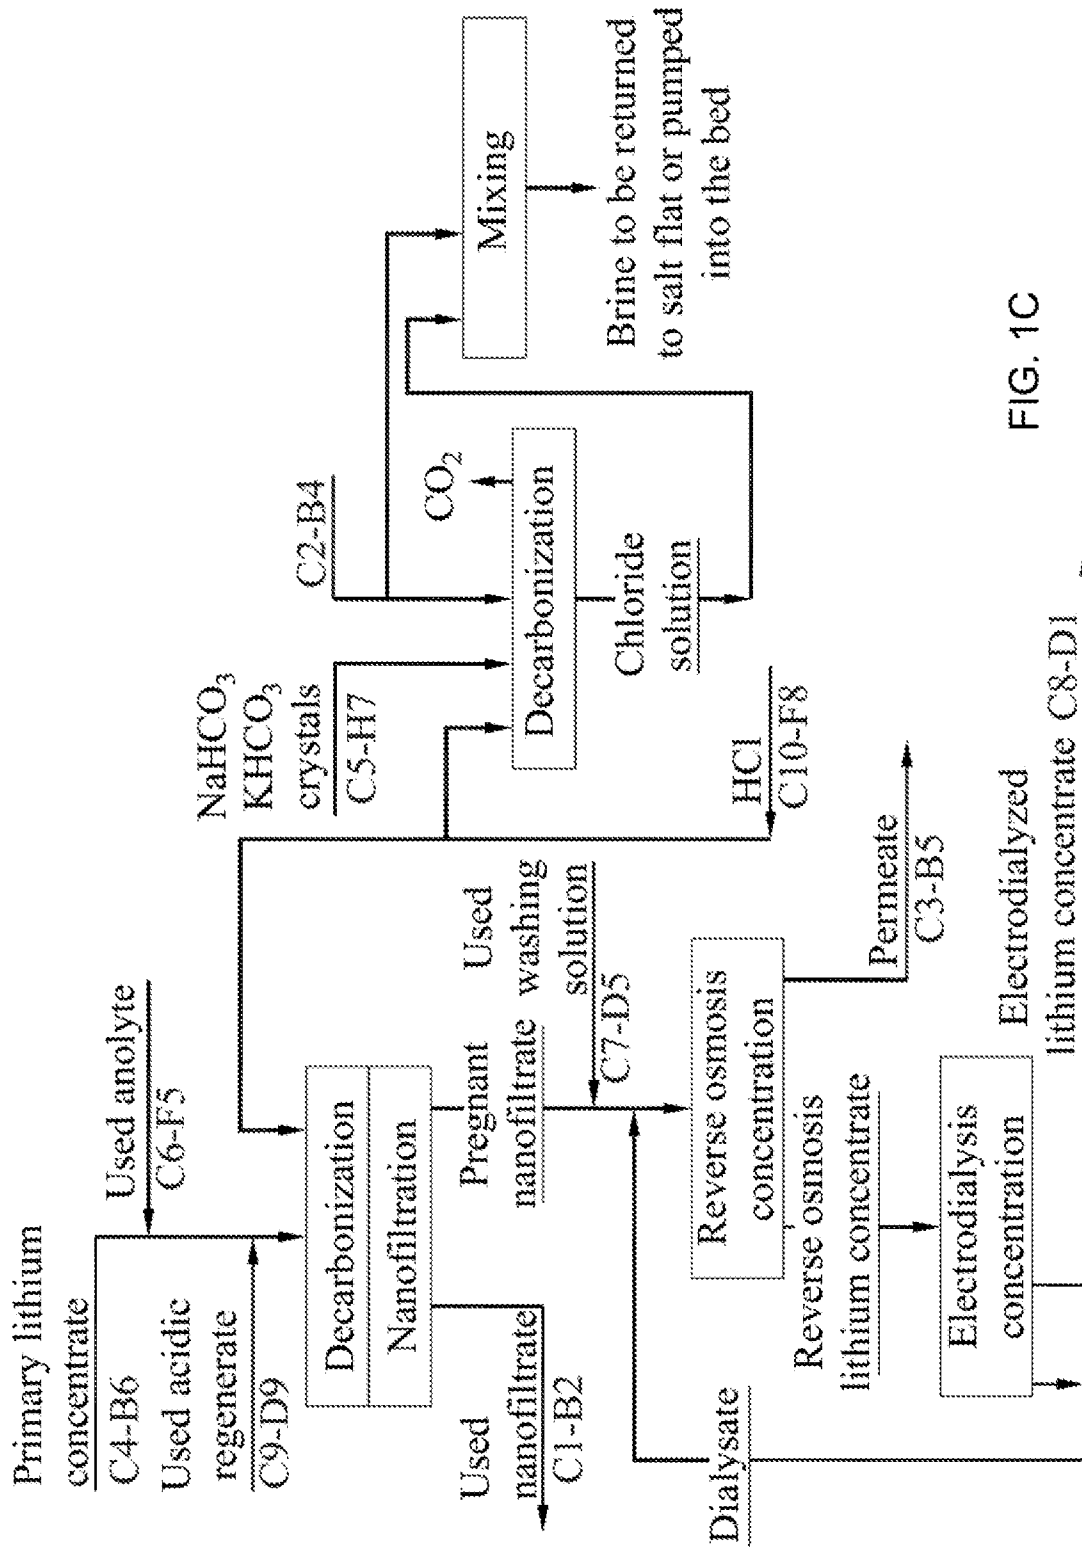 Primary lithium
concentrate
C4-B6
Used acidic
regenerate
C9-D9
Used anolyte
C6-F5
Decarbonization
Nanofiltration
Used
nanofiltrate
C1-B2
Pregnant
nanofiltrate
Used
washing
solution
C7-D5
NaHCO₃
KHCO₃
crystals
C5-H7
C2-B4
CO₂
Decarbonization
Chloride
solution
HCl
C10-F8
Mixing
Brine to be returned
to salt flat or pumped
into the bed
Dialysate
Reverse osmosis
concentration
Permeate
C3-B5
Reverse osmosis
lithium concentrate
Electrodialysis
concentration
Electrodialyzed
lithium concentrate C8-D1
FIG. 1C